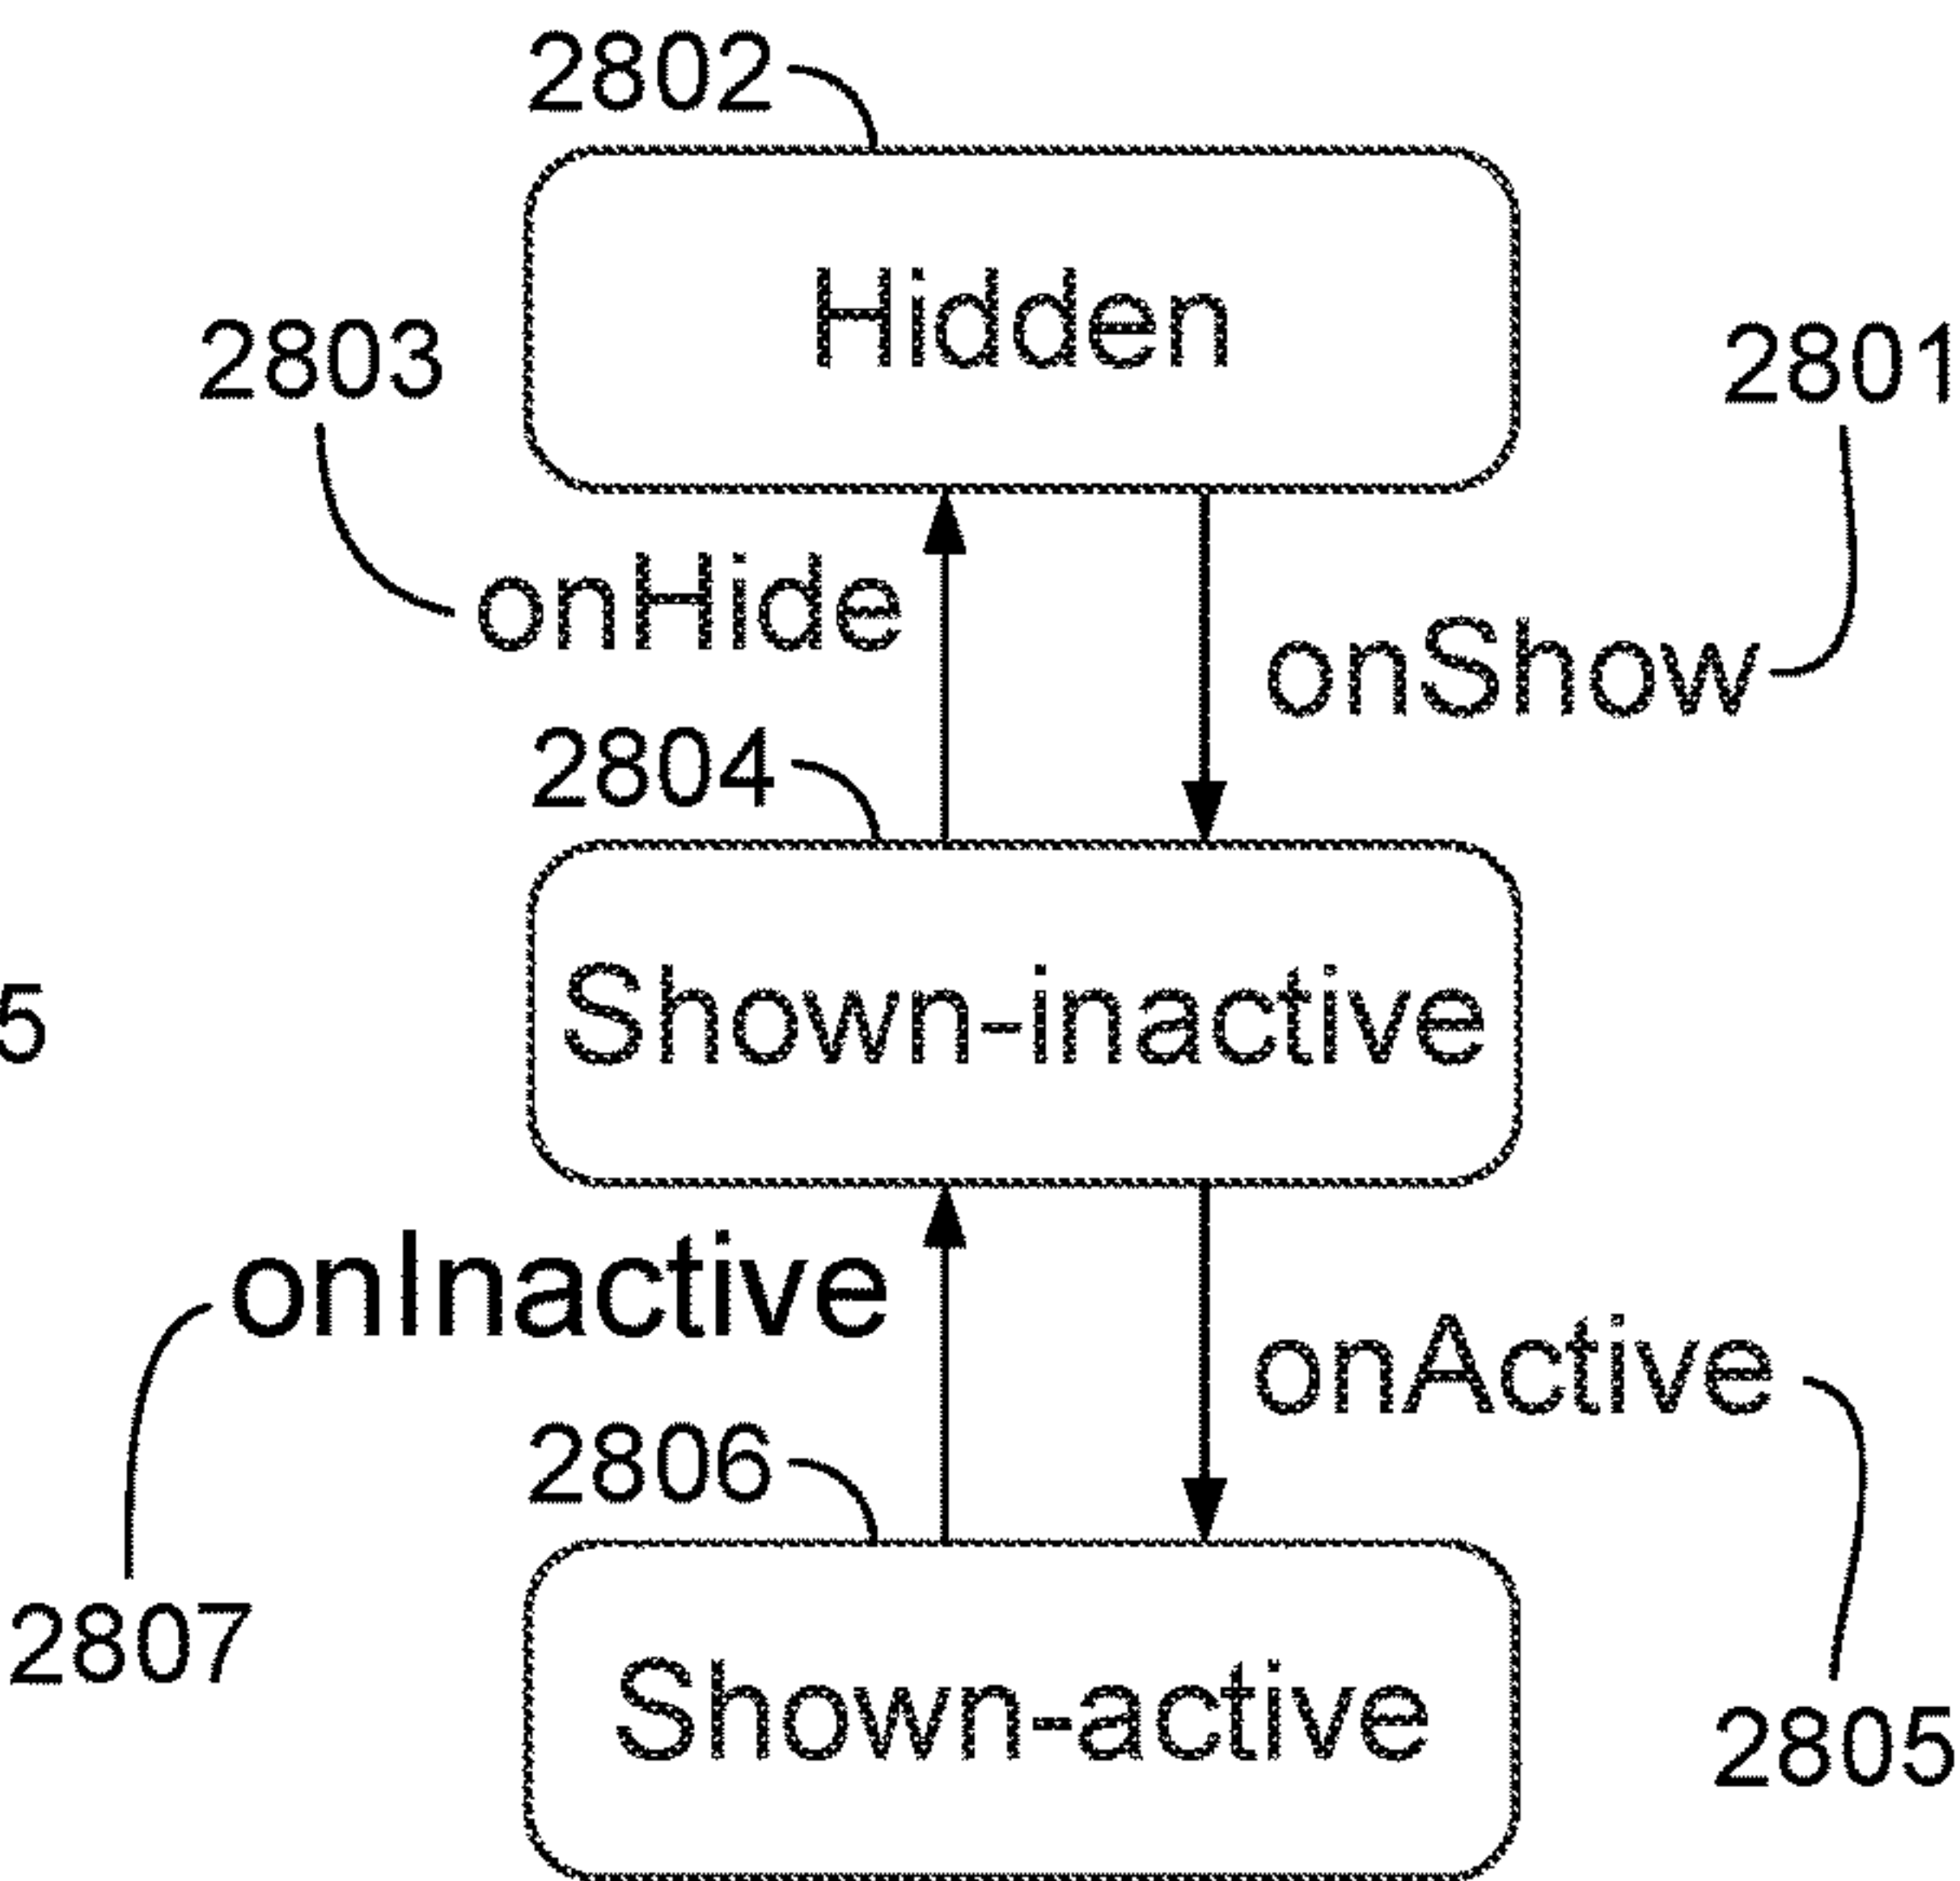 2802
Hidden
2803
2801
onHide
onShow
2804
5
Shown-inactive
onInactive
onActive
2806
2807
Shown-active
2805